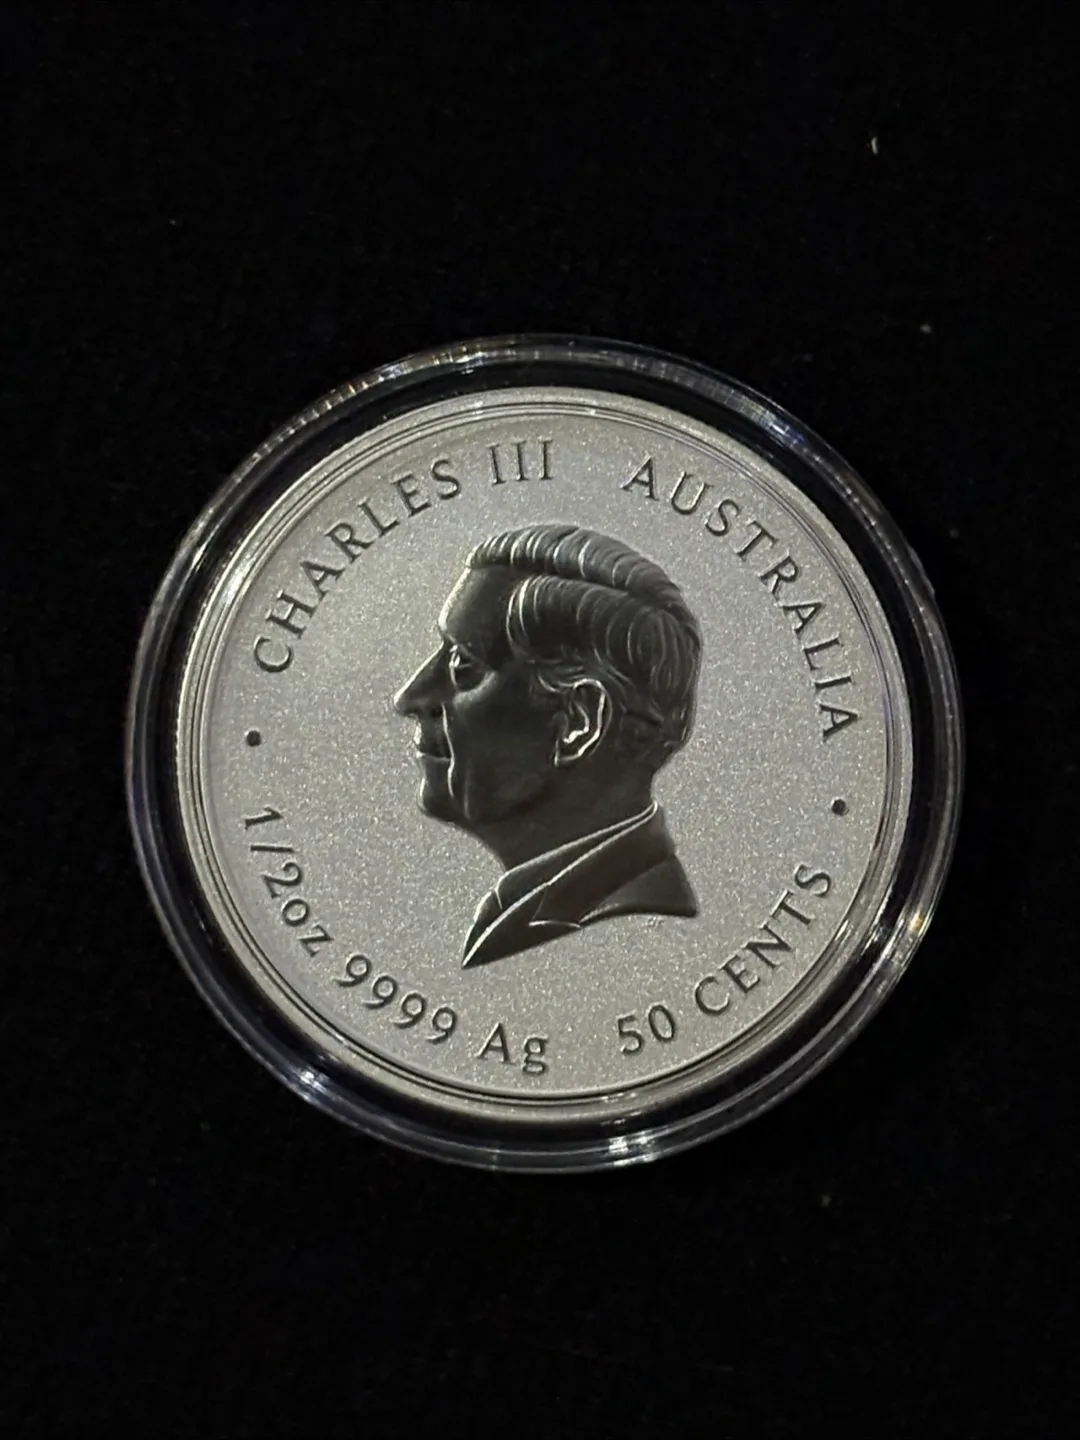 CHARLES III AUSTRALIA
1/2oz 9999 Ag 50 CENTS